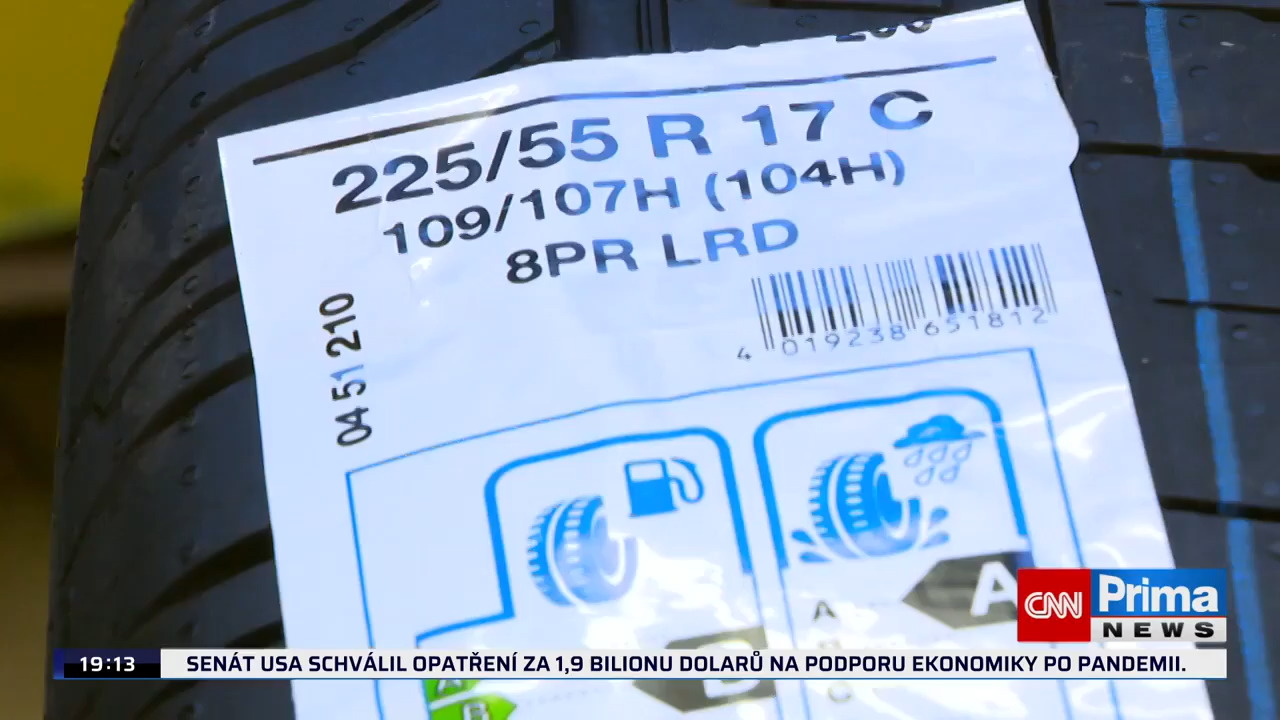 225/55 R 17 C
109/107H (104H)
8PR LRD
04 51 210
4 019238 651812
A
A
A
B
CNN Prima
NEWS
19:13
SENÁT USA SCHVÁLIL OPATŘENÍ ZA 1,9 BILIONU DOLARŮ NA PODPORU EKONOMIKY PO PANDEMII.